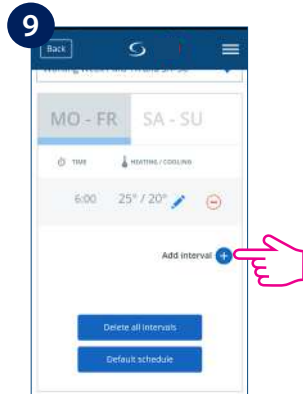 9
Back
MO - FR SA - SU
TIME HEATING / COOLING
6:00 25° / 20°
Add interval
Delete all intervals
Default schedule